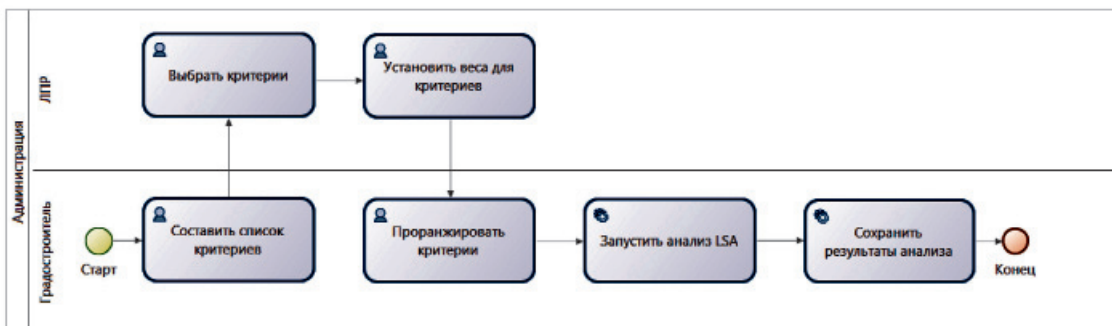 Администрация
ЛПР
Выбрать критерии
Установить веса для
критериев
Градостроитель
Старт
Составить список
критериев
Проранжировать
критерии
Запустить анализ LSA
Сохранить
результаты анализа
Конец